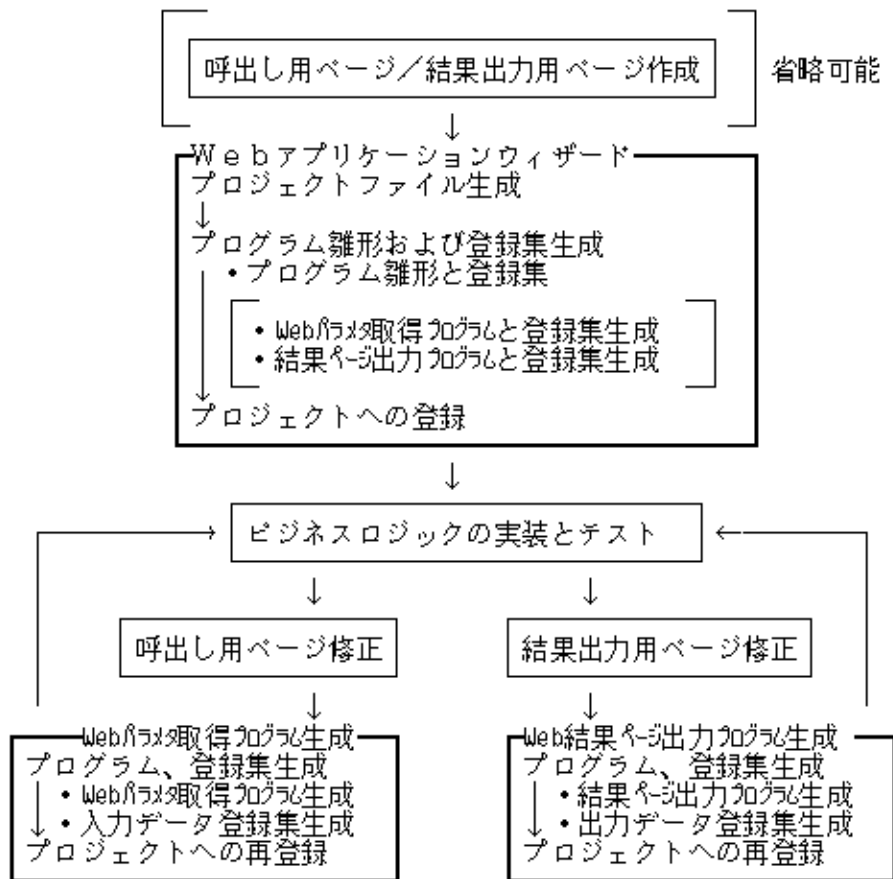 呼出し用ページ／結果出力用ページ作成
省略可能
Ｗｅｂアプリケーションウィザード
プロジェクトファイル生成
↓
プログラム雛形および登録集生成
・プログラム雛形と登録集
・Webﾊﾟﾗﾒﾀ取得ﾌﾟﾛｸﾞﾗﾑと登録集生成
・結果ﾍﾟｰｼﾞ出力ﾌﾟﾛｸﾞﾗﾑと登録集生成
プロジェクトへの登録
↓
ビジネスロジックの実装とテスト
呼出し用ページ修正
結果出力用ページ修正
Webﾊﾟﾗﾒﾀ取得ﾌﾟﾛｸﾞﾗﾑ生成
プログラム、登録集生成
・Webﾊﾟﾗﾒﾀ取得ﾌﾟﾛｸﾞﾗﾑ生成
・入力データ登録集生成
プロジェクトへの再登録
Web結果ﾍﾟｰｼﾞ出力ﾌﾟﾛｸﾞﾗﾑ生成
プログラム、登録集生成
・結果ﾍﾟｰｼﾞ出力ﾌﾟﾛｸﾞﾗﾑ生成
・出力データ登録集生成
プロジェクトへの再登録